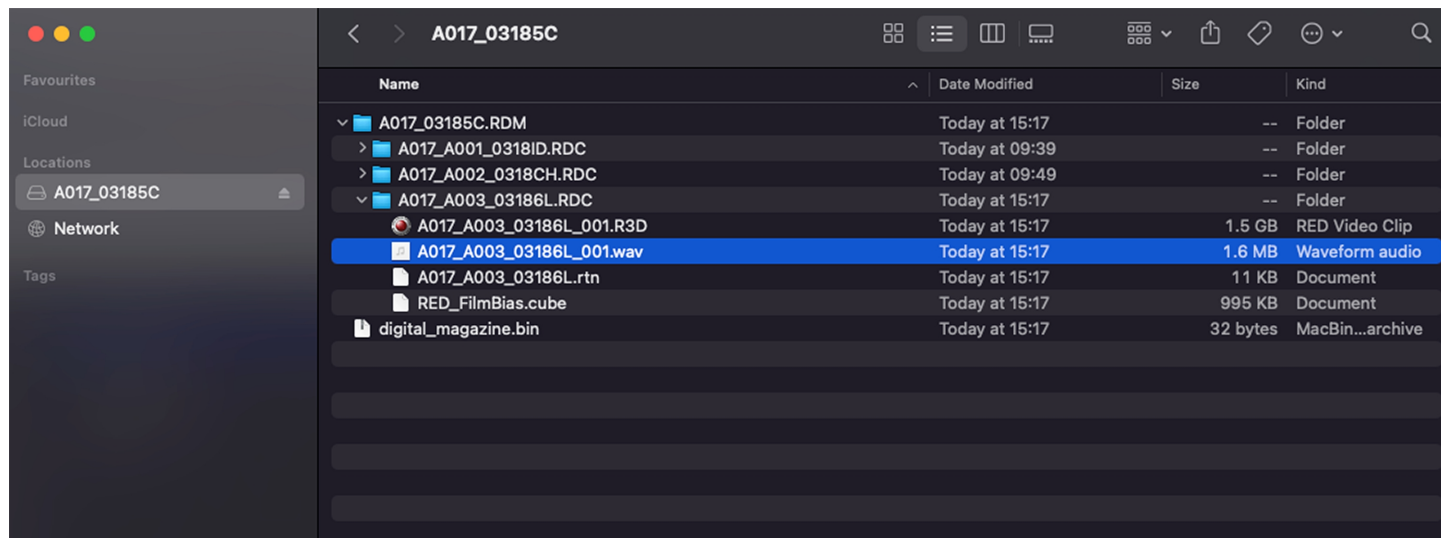 A017_03185C
Favourites
iCloud
Locations
A017_03185C
Network
Tags
Name Date Modified Size Kind
A017_03185C.RDM Today at 15:17 -- Folder
A017_A001_0318ID.RDC Today at 09:39 -- Folder
A017_A002_0318CH.RDC Today at 09:49 -- Folder
A017_A003_03186L.RDC Today at 15:17 -- Folder
A017_A003_03186L_001.R3D Today at 15:17 1.5 GB RED Video Clip
A017_A003_03186L_001.wav Today at 15:17 1.6 MB Waveform audio
A017_A003_03186L.rtn Today at 15:17 11 KB Document
RED_FilmBias.cube Today at 15:17 995 KB Document
digital_magazine.bin Today at 15:17 32 bytes MacBin...archive